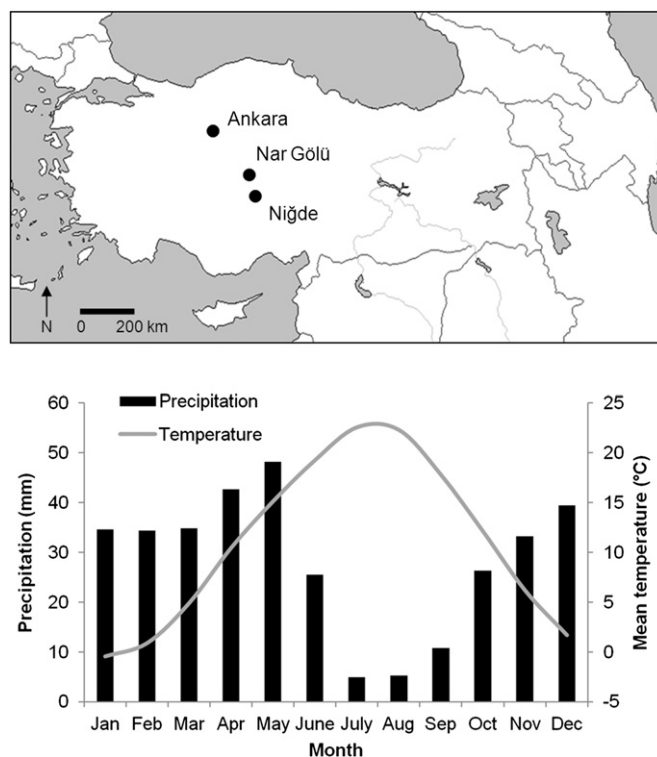 Ankara
Nar Gölü
Niğde
N
0 200 km
Precipitation
Temperature
Precipitation (mm)
60
50
40
30
20
10
0
Mean temperature (°C)
25
20
15
10
5
0
-5
Jan Feb Mar Apr May June July Aug Sep Oct Nov Dec
Month